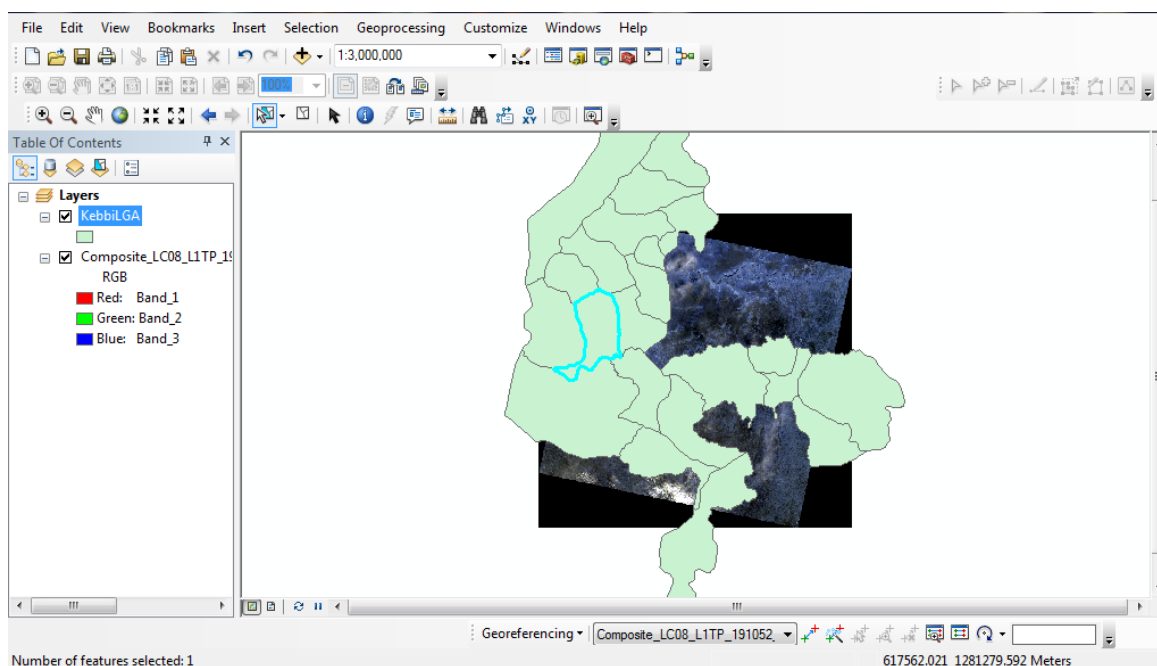 File Edit View Bookmarks Insert Selection Geoprocessing Customize Windows Help
1:3,000,000
100%
XY
Table Of Contents
Layers
KebbiLGA
Composite_LC08_L1TP_19
RGB
Red: Band_1
Green: Band_2
Blue: Band_3
Georeferencing Composite_LC08_L1TP_191052_
Number of features selected: 1 617562.021 1281279.592 Meters